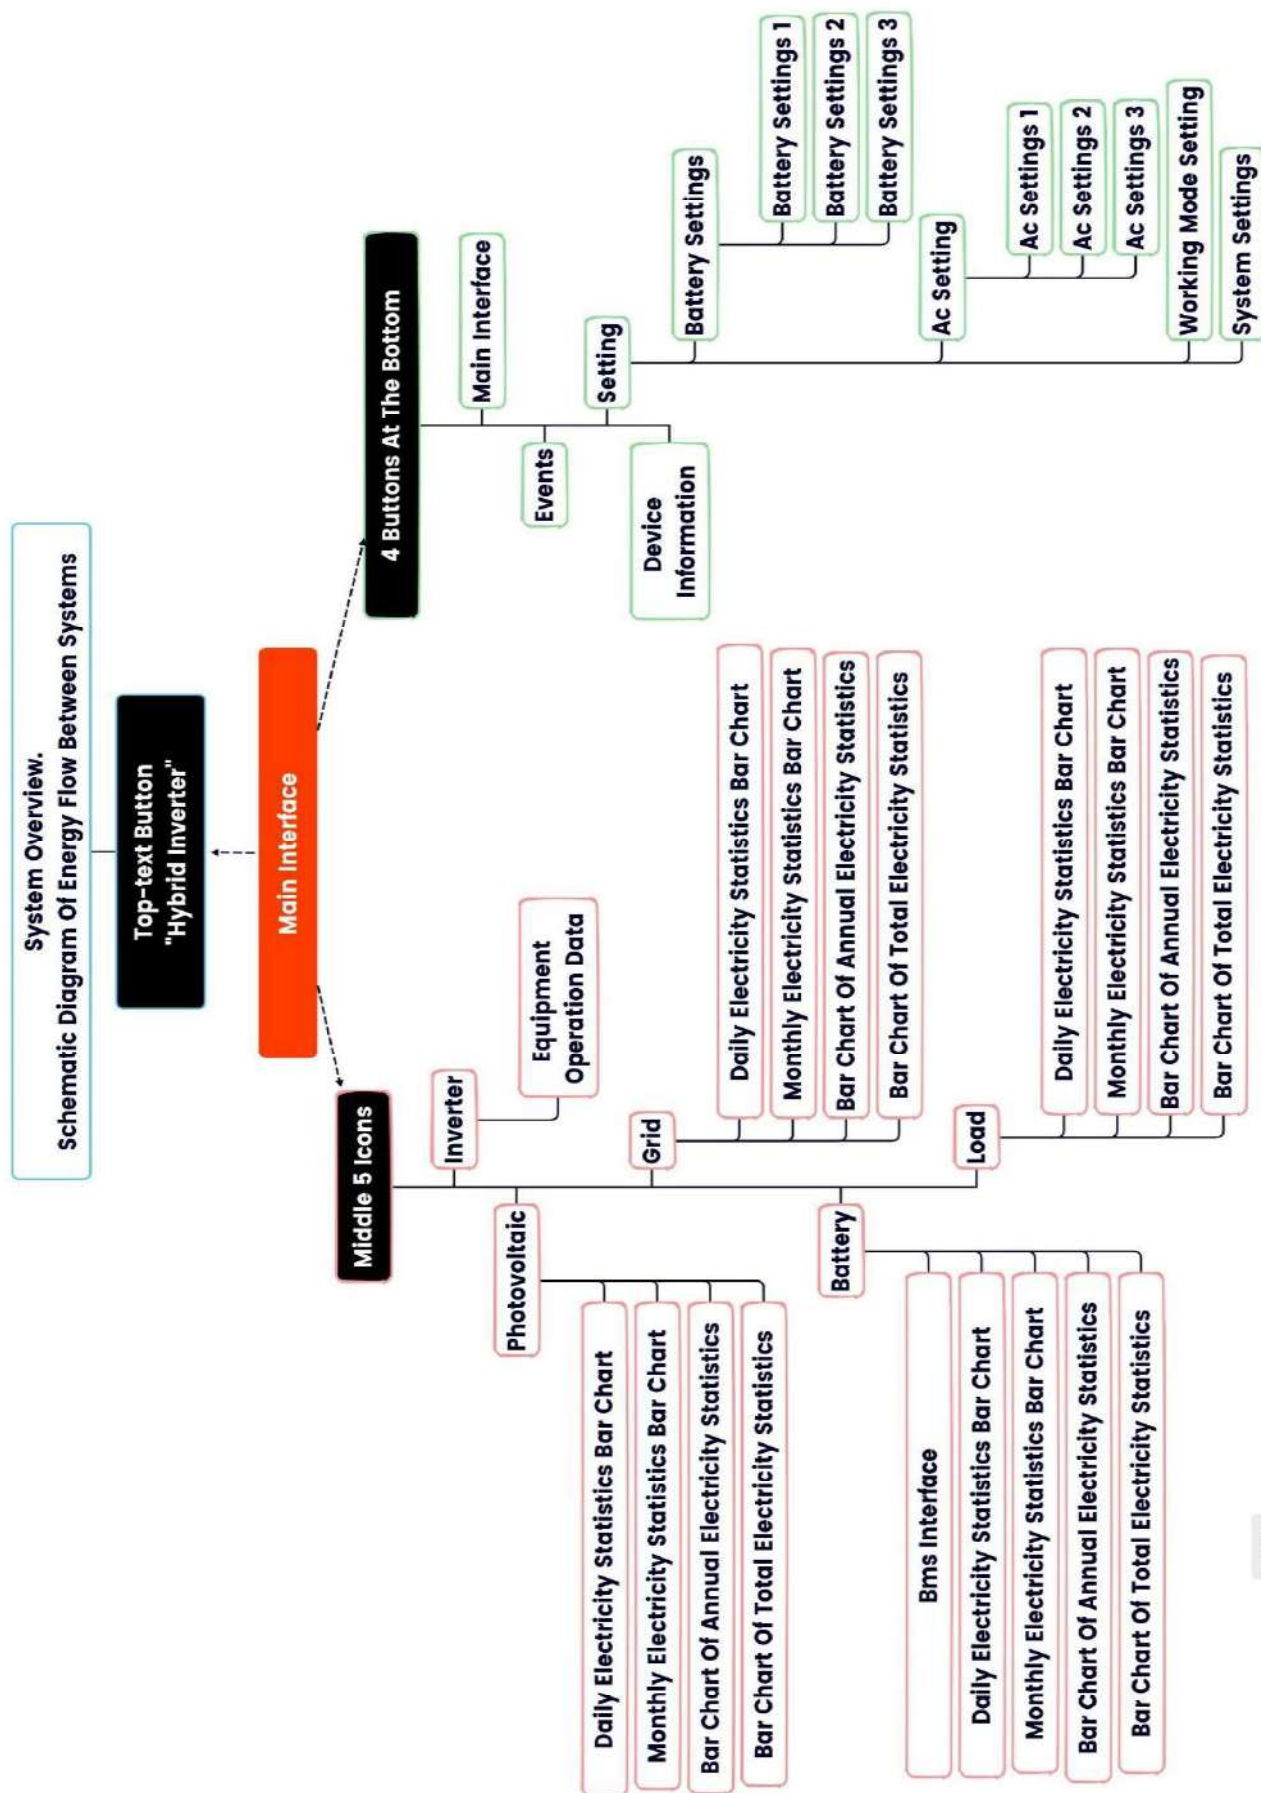 System Overview.
Schematic Diagram Of Energy Flow Between Systems
Top-text Button
"Hybrid Inverter"
Main Interface
Middle 5 Icons
Inverter
Equipment
Operation Data
Photovoltaic
Daily Electricity Statistics Bar Chart
Monthly Electricity Statistics Bar Chart
Bar Chart Of Annual Electricity Statistics
Bar Chart Of Total Electricity Statistics
Grid
Daily Electricity Statistics Bar Chart
Monthly Electricity Statistics Bar Chart
Bar Chart Of Annual Electricity Statistics
Bar Chart Of Total Electricity Statistics
Battery
Bms Interface
Daily Electricity Statistics Bar Chart
Monthly Electricity Statistics Bar Chart
Bar Chart Of Annual Electricity Statistics
Bar Chart Of Total Electricity Statistics
Load
Daily Electricity Statistics Bar Chart
Monthly Electricity Statistics Bar Chart
Bar Chart Of Annual Electricity Statistics
Bar Chart Of Total Electricity Statistics
4 Buttons At The Bottom
Main Interface
Events
Setting
Device
Information
Battery Settings
Battery Settings 1
Battery Settings 2
Battery Settings 3
Ac Setting
Ac Settings 1
Ac Settings 2
Ac Settings 3
Working Mode Setting
System Settings